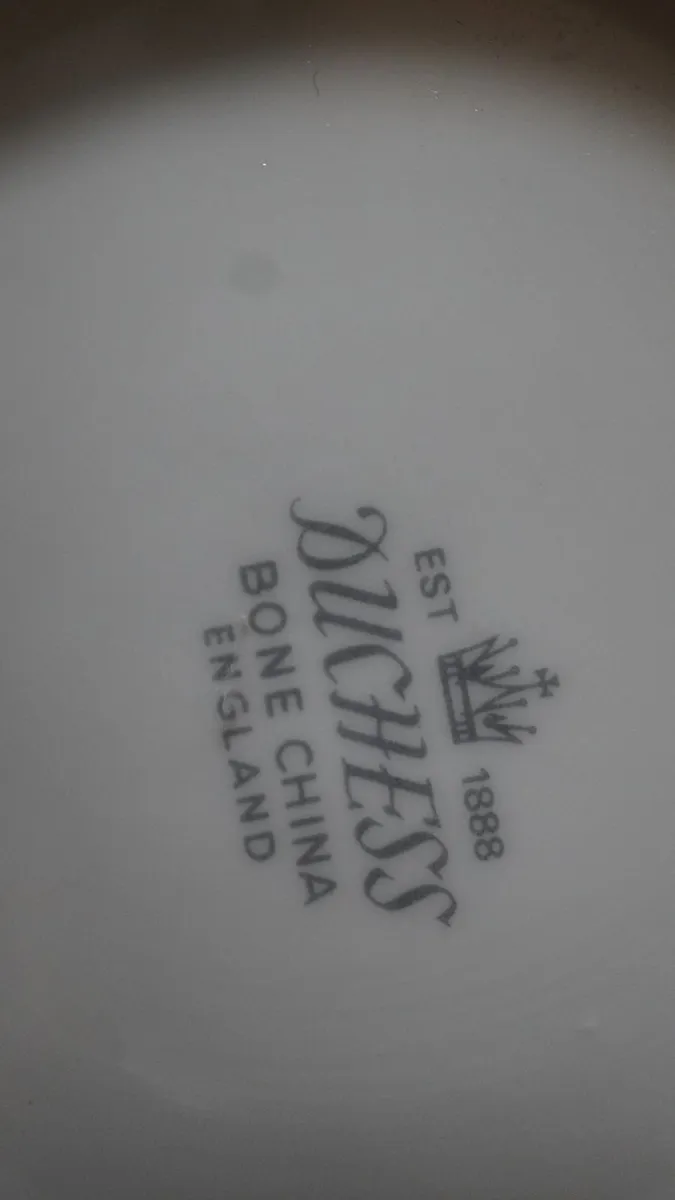 EST 1888
DUCHESS
BONE CHINA
ENGLAND